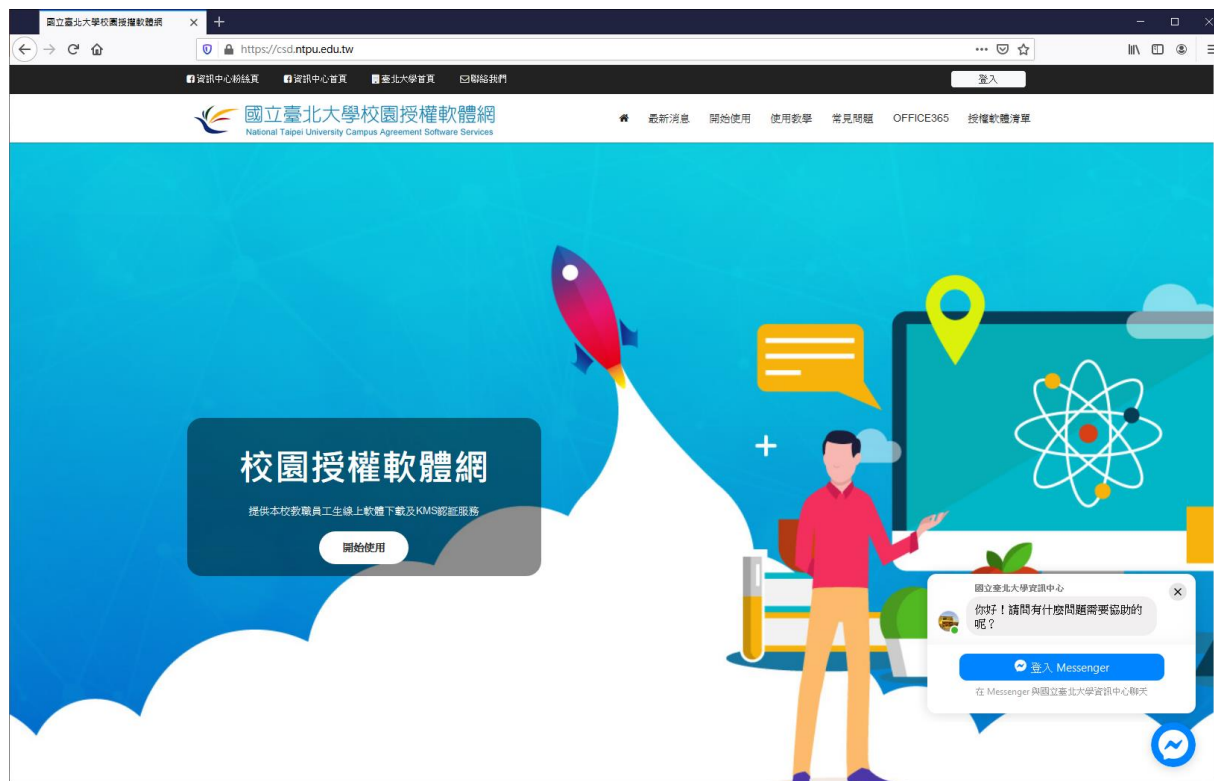 國立臺北大學校園授權軟體網
https://csd.ntpu.edu.tw
資訊中心粉絲頁 資訊中心首頁 臺北大學首頁 聯絡我們 登入
國立臺北大學校園授權軟體網
National Taipei University Campus Agreement Software Services
最新消息 開始使用 使用教學 常見問題 OFFICE365 授權軟體清單
校園授權軟體網
提供本校教職員工生線上軟體下載及KMS認証服務
開始使用
國立臺北大學資訊中心
你好！請問有什麼問題需要協助的
呢？
登入 Messenger
在 Messenger 與國立臺北大學資訊中心聊天